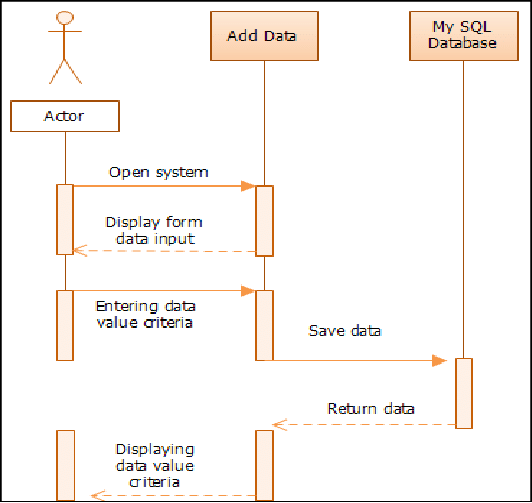 Add Data
My SQL
Database
Actor
Open system
Display form
data input
Entering data
value criteria
Save data
Return data
Displaying
data value
criteria